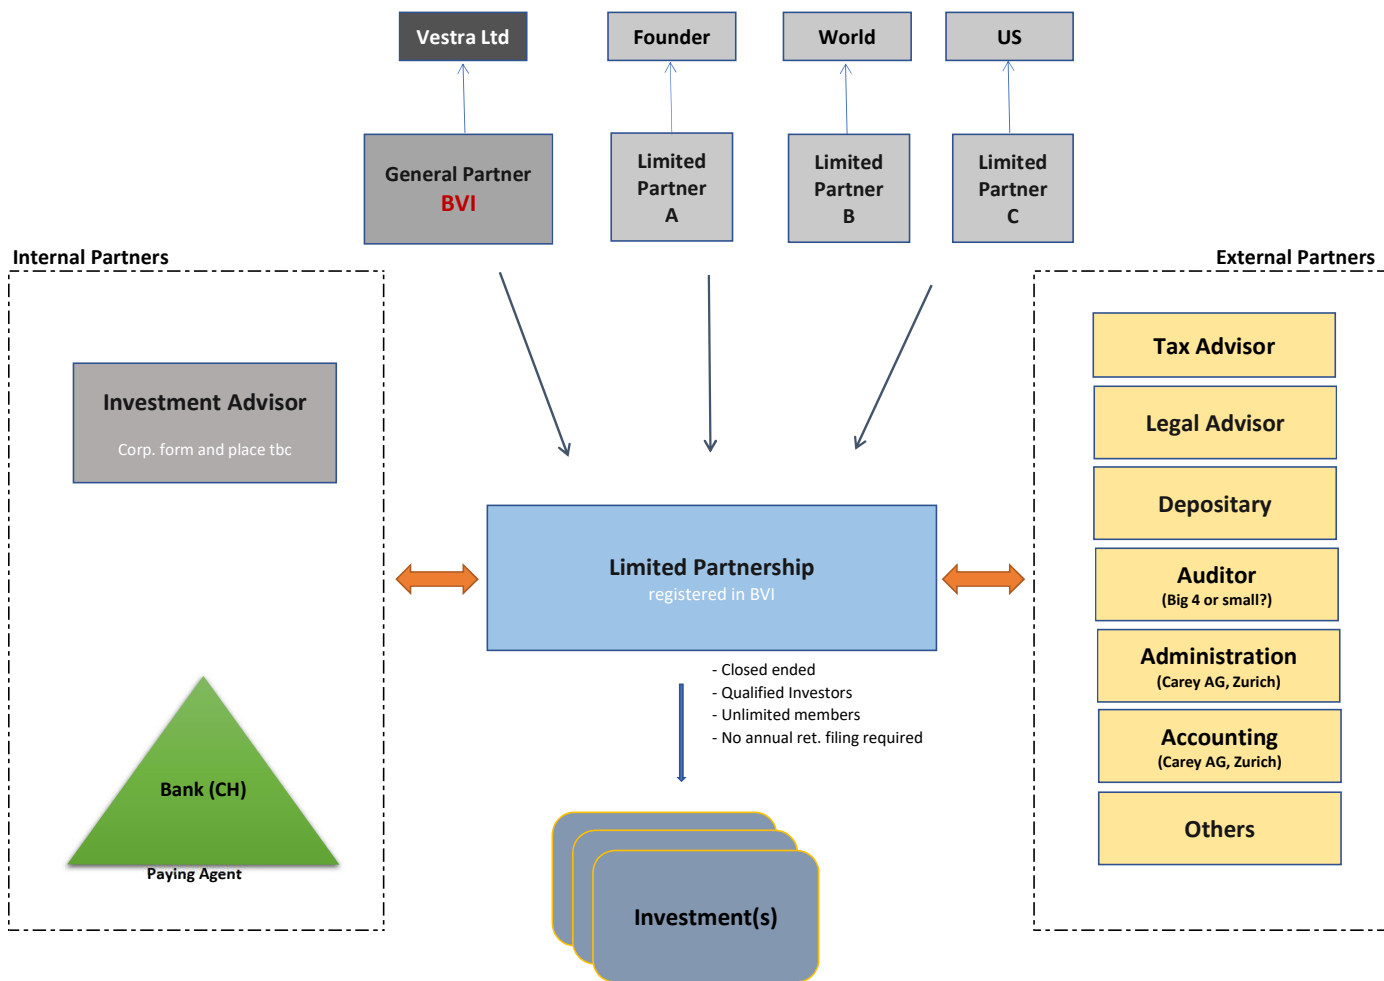 Vestra Ltd
Founder
World
US
General Partner
BVI
Limited
Partner
A
Limited
Partner
B
Limited
Partner
C
Internal Partners
External Partners
Investment Advisor
Corp. form and place tbc
Bank (CH)
Paying Agent
Limited Partnership
registered in BVI
- Closed ended
- Qualified Investors
- Unlimited members
- No annual ret. filing required
Investment(s)
Tax Advisor
Legal Advisor
Depositary
Auditor
(Big 4 or small?)
Administration
(Carey AG, Zurich)
Accounting
(Carey AG, Zurich)
Others